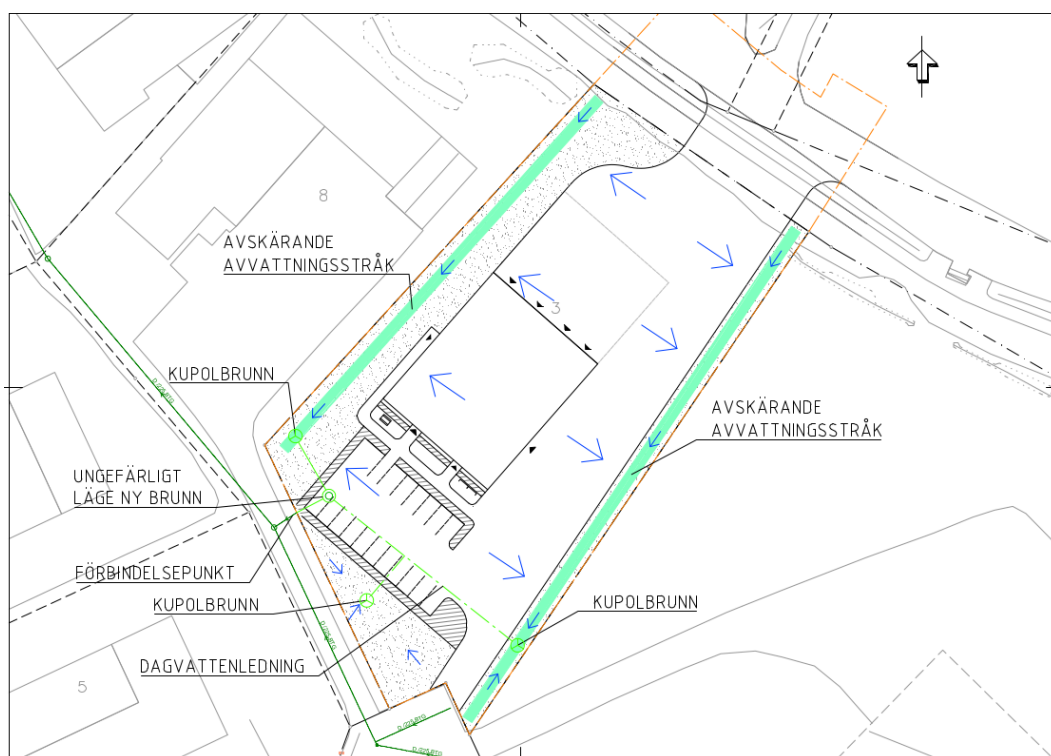 8
AVSKÄRANDE
AVVATTNINGSSTRÅK
3
KUPOLBRUNN
AVSKÄRANDE
AVVATTNINGSSTRÅK
UNGEFÄRLIGT
LÄGE NY BRUNN
FÖRBINDELSEPUNKT
KUPOLBRUNN
KUPOLBRUNN
DAGVATTENLEDNING
5